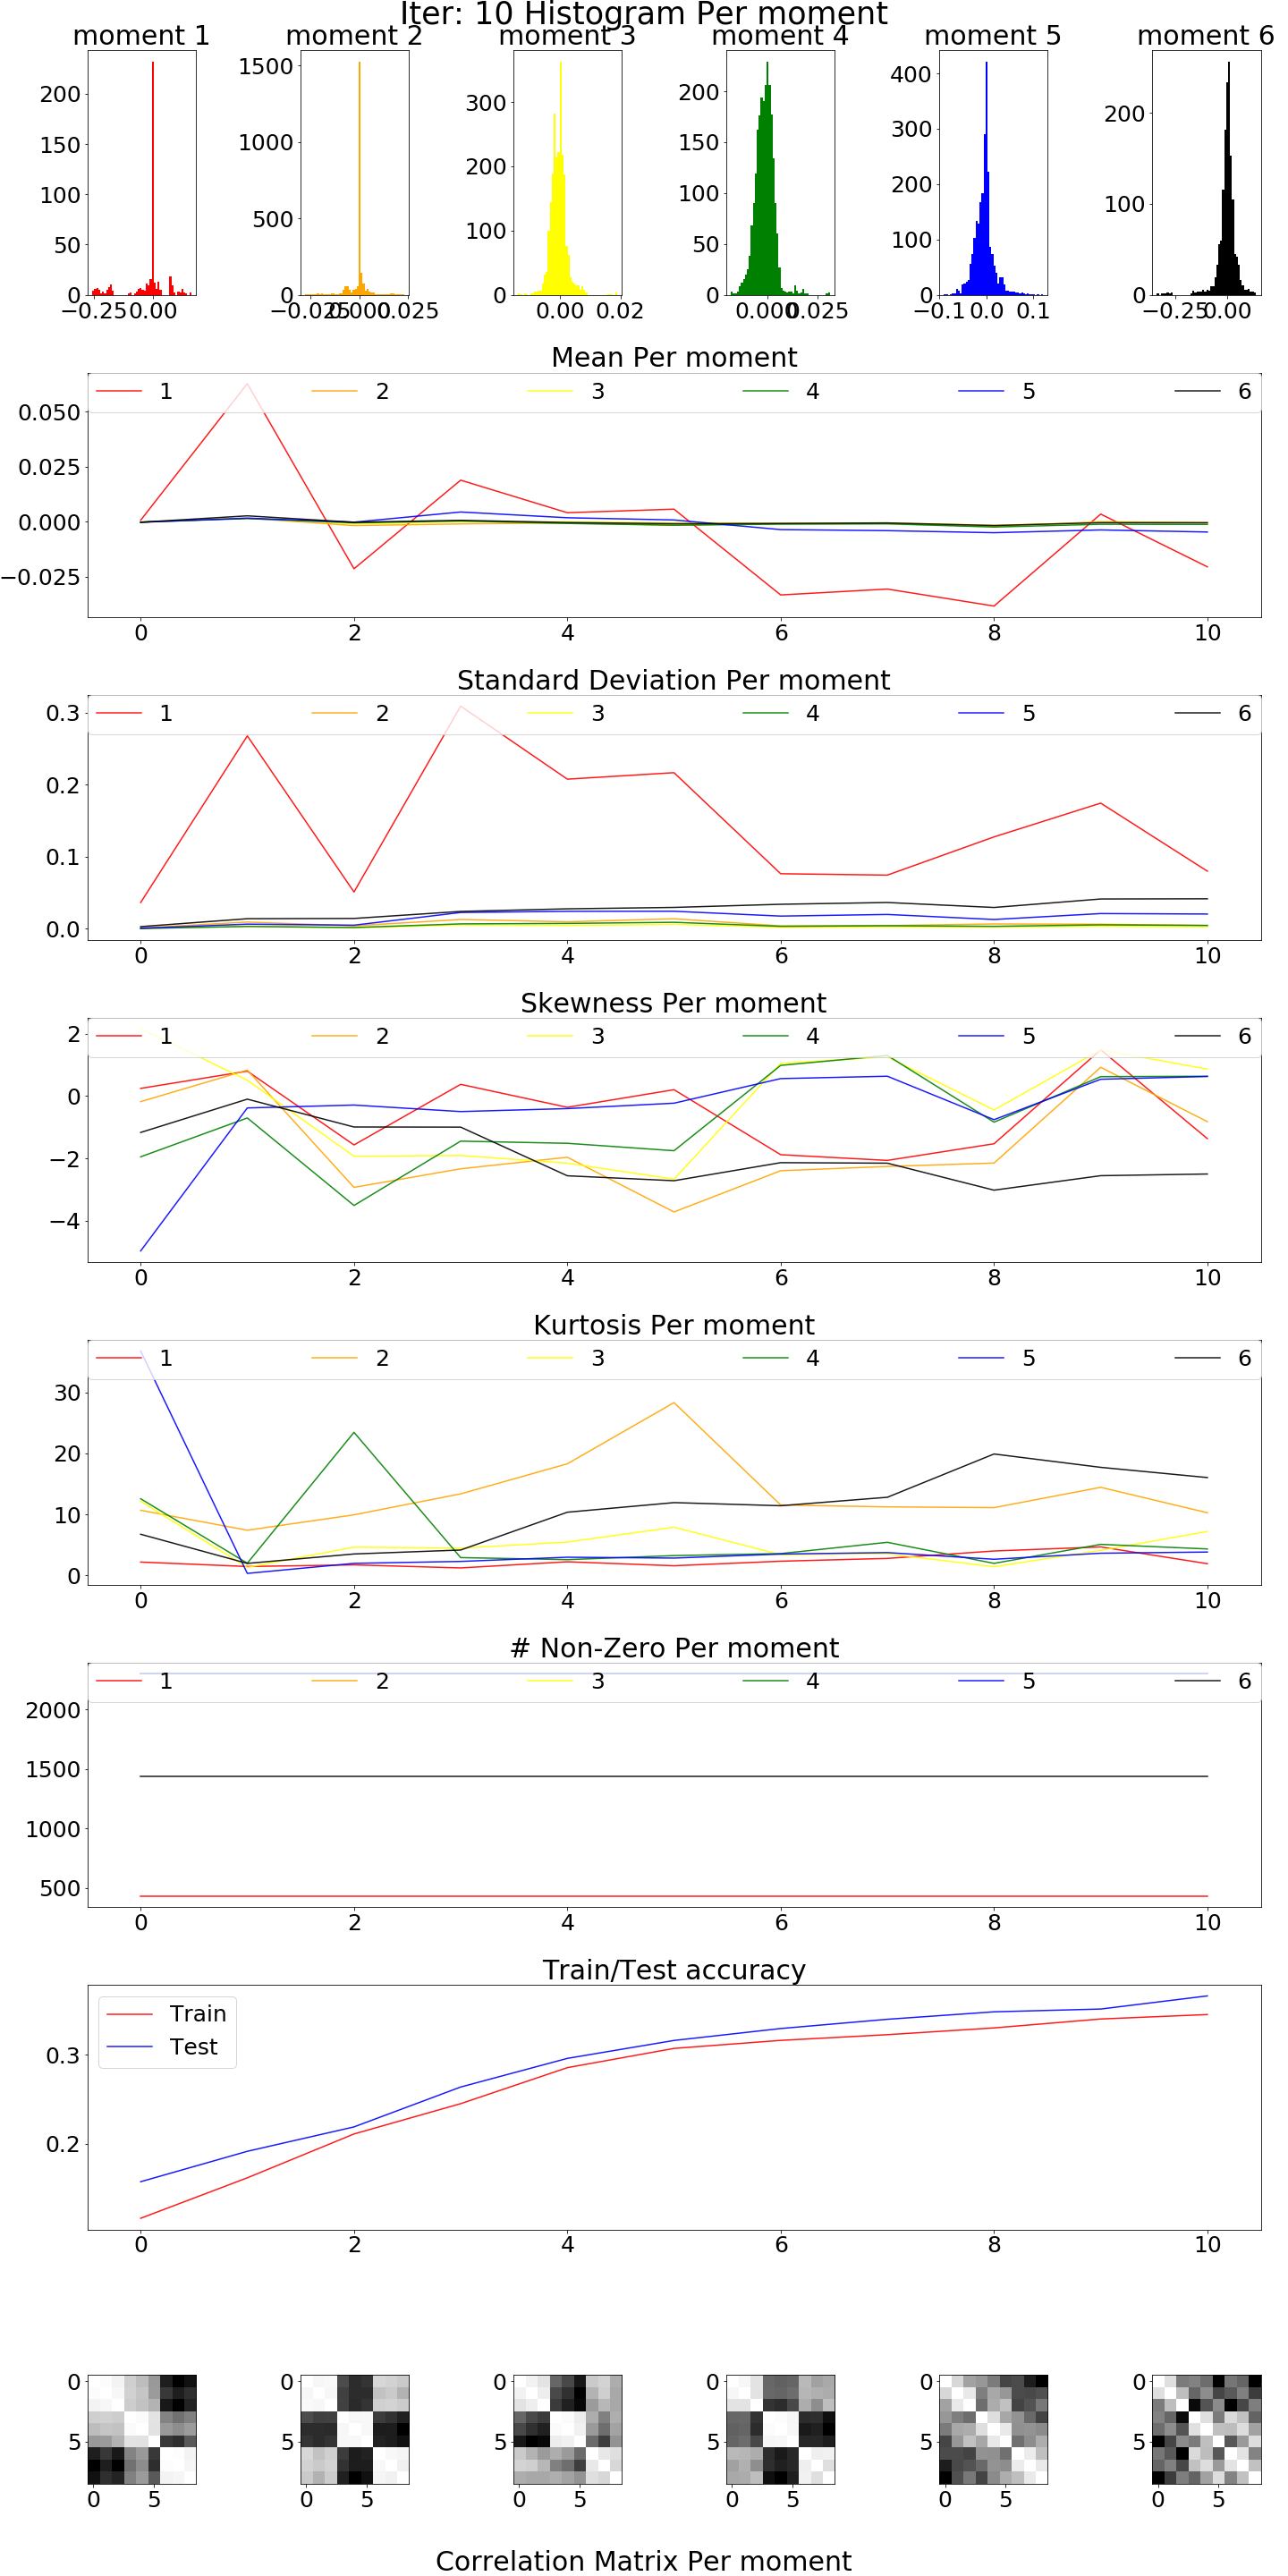 Iter: 10 Histogram Per moment
moment 1 moment 2 moment 3 moment 4 moment 5 moment 6
200
150
100
50
0
−0.25 0.00
1500
1000
500
0
−0.025 0.000 0.025
300
200
100
0
0.00 0.02
200
150
100
50
0
0.000 0.025
400
300
200
100
0
−0.1 0.0 0.1
200
100
0
−0.25 0.00
Mean Per moment
1 2 3 4 5 6
0.050
0.025
0.000
−0.025
0 2 4 6 8 10
Standard Deviation Per moment
1 2 3 4 5 6
0.3
0.2
0.1
0.0
0 2 4 6 8 10
Skewness Per moment
1 2 3 4 5 6
2
0
−2
−4
0 2 4 6 8 10
Kurtosis Per moment
1 2 3 4 5 6
30
20
10
0
0 2 4 6 8 10
# Non-Zero Per moment
1 2 3 4 5 6
2000
1500
1000
500
0 2 4 6 8 10
Train/Test accuracy
Train
Test
0.3
0.2
0 2 4 6 8 10
0 0 0 0 0 0
5 5 5 5 5 5
0 5 0 5 0 5 0 5 0 5 0 5
Correlation Matrix Per moment